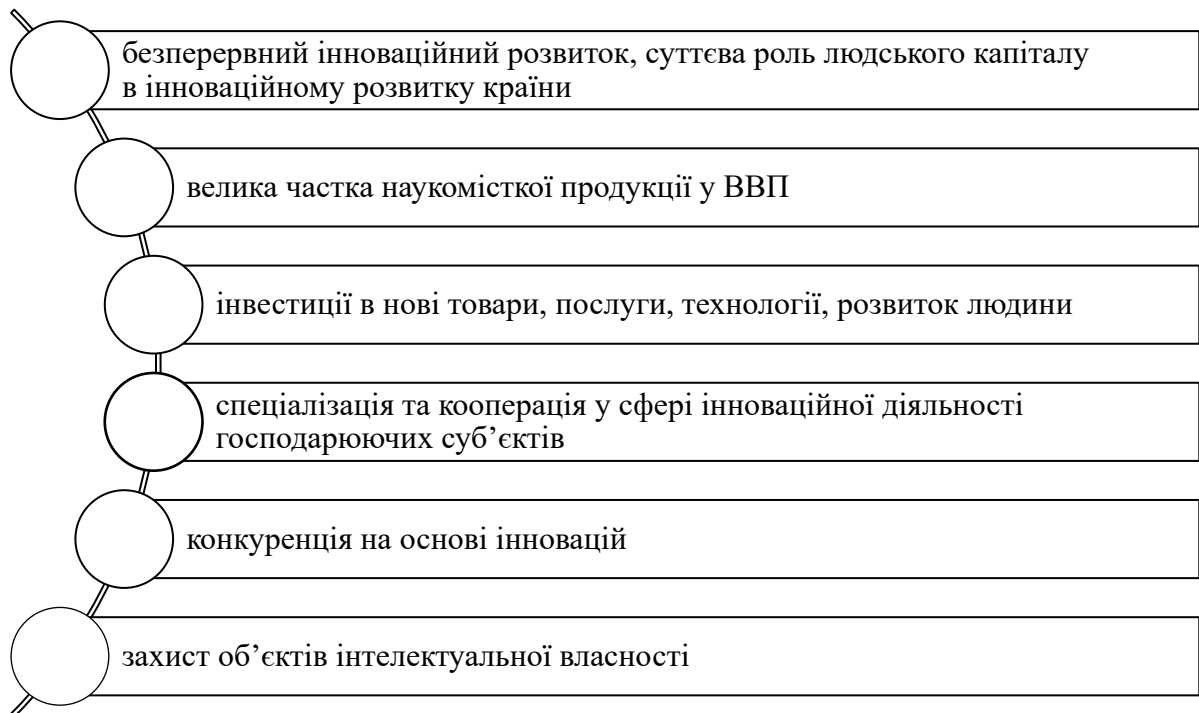 безперервний інноваційний розвиток, суттєва роль людського капіталу
в інноваційному розвитку країни
велика частка наукомісткої продукції у ВВП
інвестиції в нові товари, послуги, технології, розвиток людини
спеціалізація та кооперація у сфері інноваційної діяльності
господарюючих суб’єктів
конкуренція на основі інновацій
захист об’єктів інтелектуальної власності